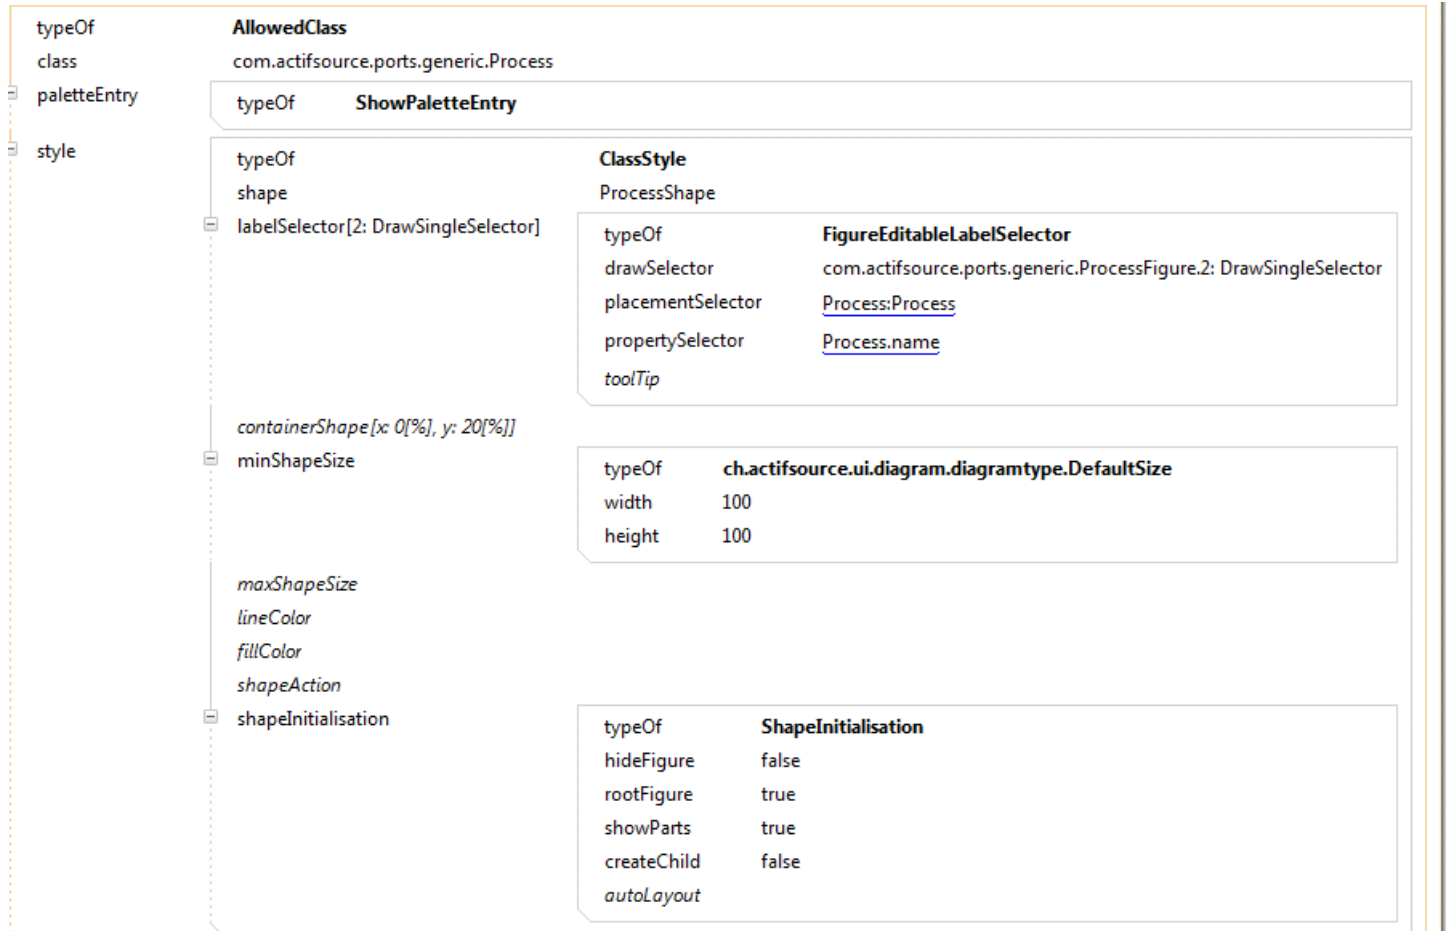 typeOf AllowedClass
class com.actifsource.ports.generic.Process
paletteEntry
typeOf ShowPaletteEntry
style
typeOf ClassStyle
shape ProcessShape
labelSelector[2: DrawSingleSelector]
typeOf FigureEditableLabelSelector
drawSelector com.actifsource.ports.generic.ProcessFigure.2: DrawSingleSelector
placementSelector Process:Process
propertySelector Process.name
toolTip
containerShape[x: 0[%], y: 20[%]]
minShapeSize
typeOf ch.actifsource.ui.diagram.diagramtype.DefaultSize
width 100
height 100
maxShapeSize
lineColor
fillColor
shapeAction
shapeInitialisation
typeOf ShapeInitialisation
hideFigure false
rootFigure true
showParts true
createChild false
autoLayout